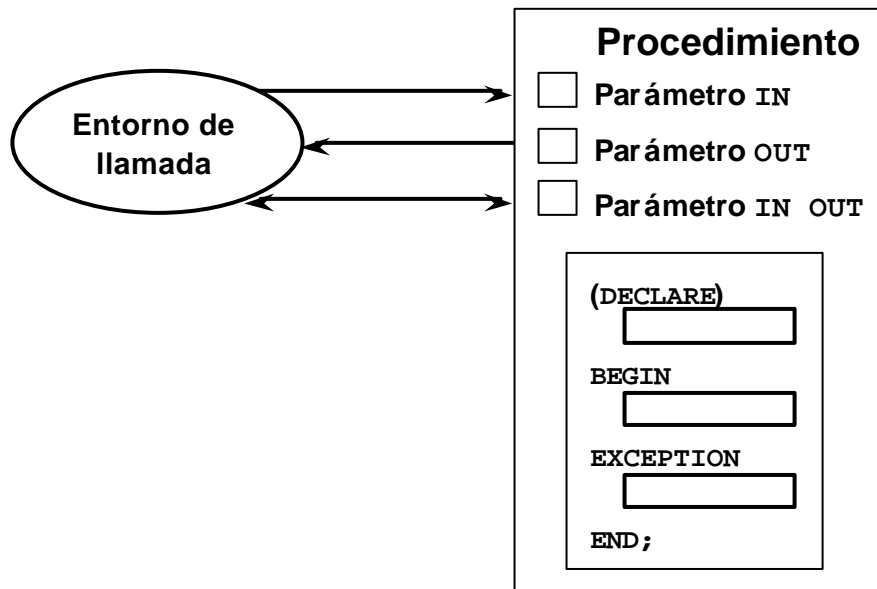 Procedimiento
Entorno de
llamada
Parámetro IN
Parámetro OUT
Parámetro IN OUT
(DECLARE)
BEGIN
EXCEPTION
END;